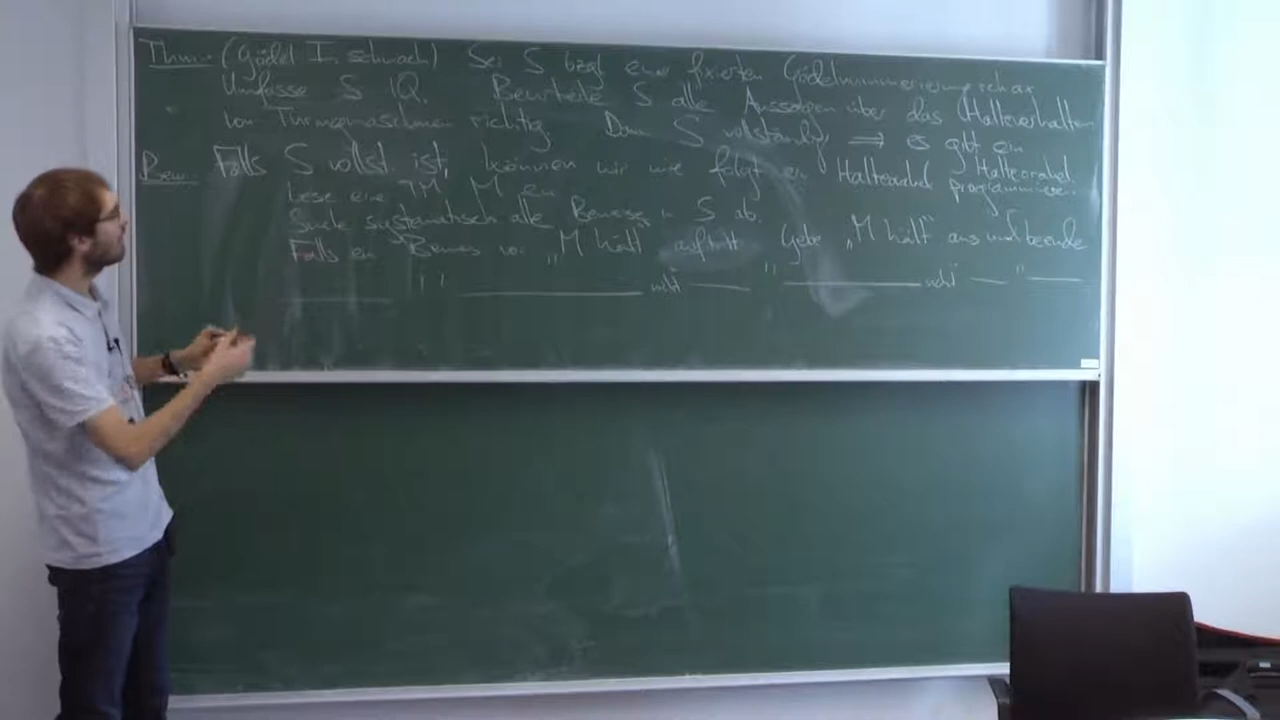 Thm. (Gödel I, schwach) Sei S bzgl. einer fixierten Gödelnummerierung schax
Umfasse S Q. Beurteile S alle Aussagen über das Halteverhalten
von Turingmaschinen richtig. Dann S vollständig ⟹ es gibt ein
Bew. Falls S vollst. ist, können wir wie folgt ein Halteorakel programmieren: Halteorakel
Lese eine TM M ein
Suche systematisch alle Beweise in S ab.
Falls ein Beweis von „M hält“ auftritt Gebe „M hält“ aus und beende
nicht nicht